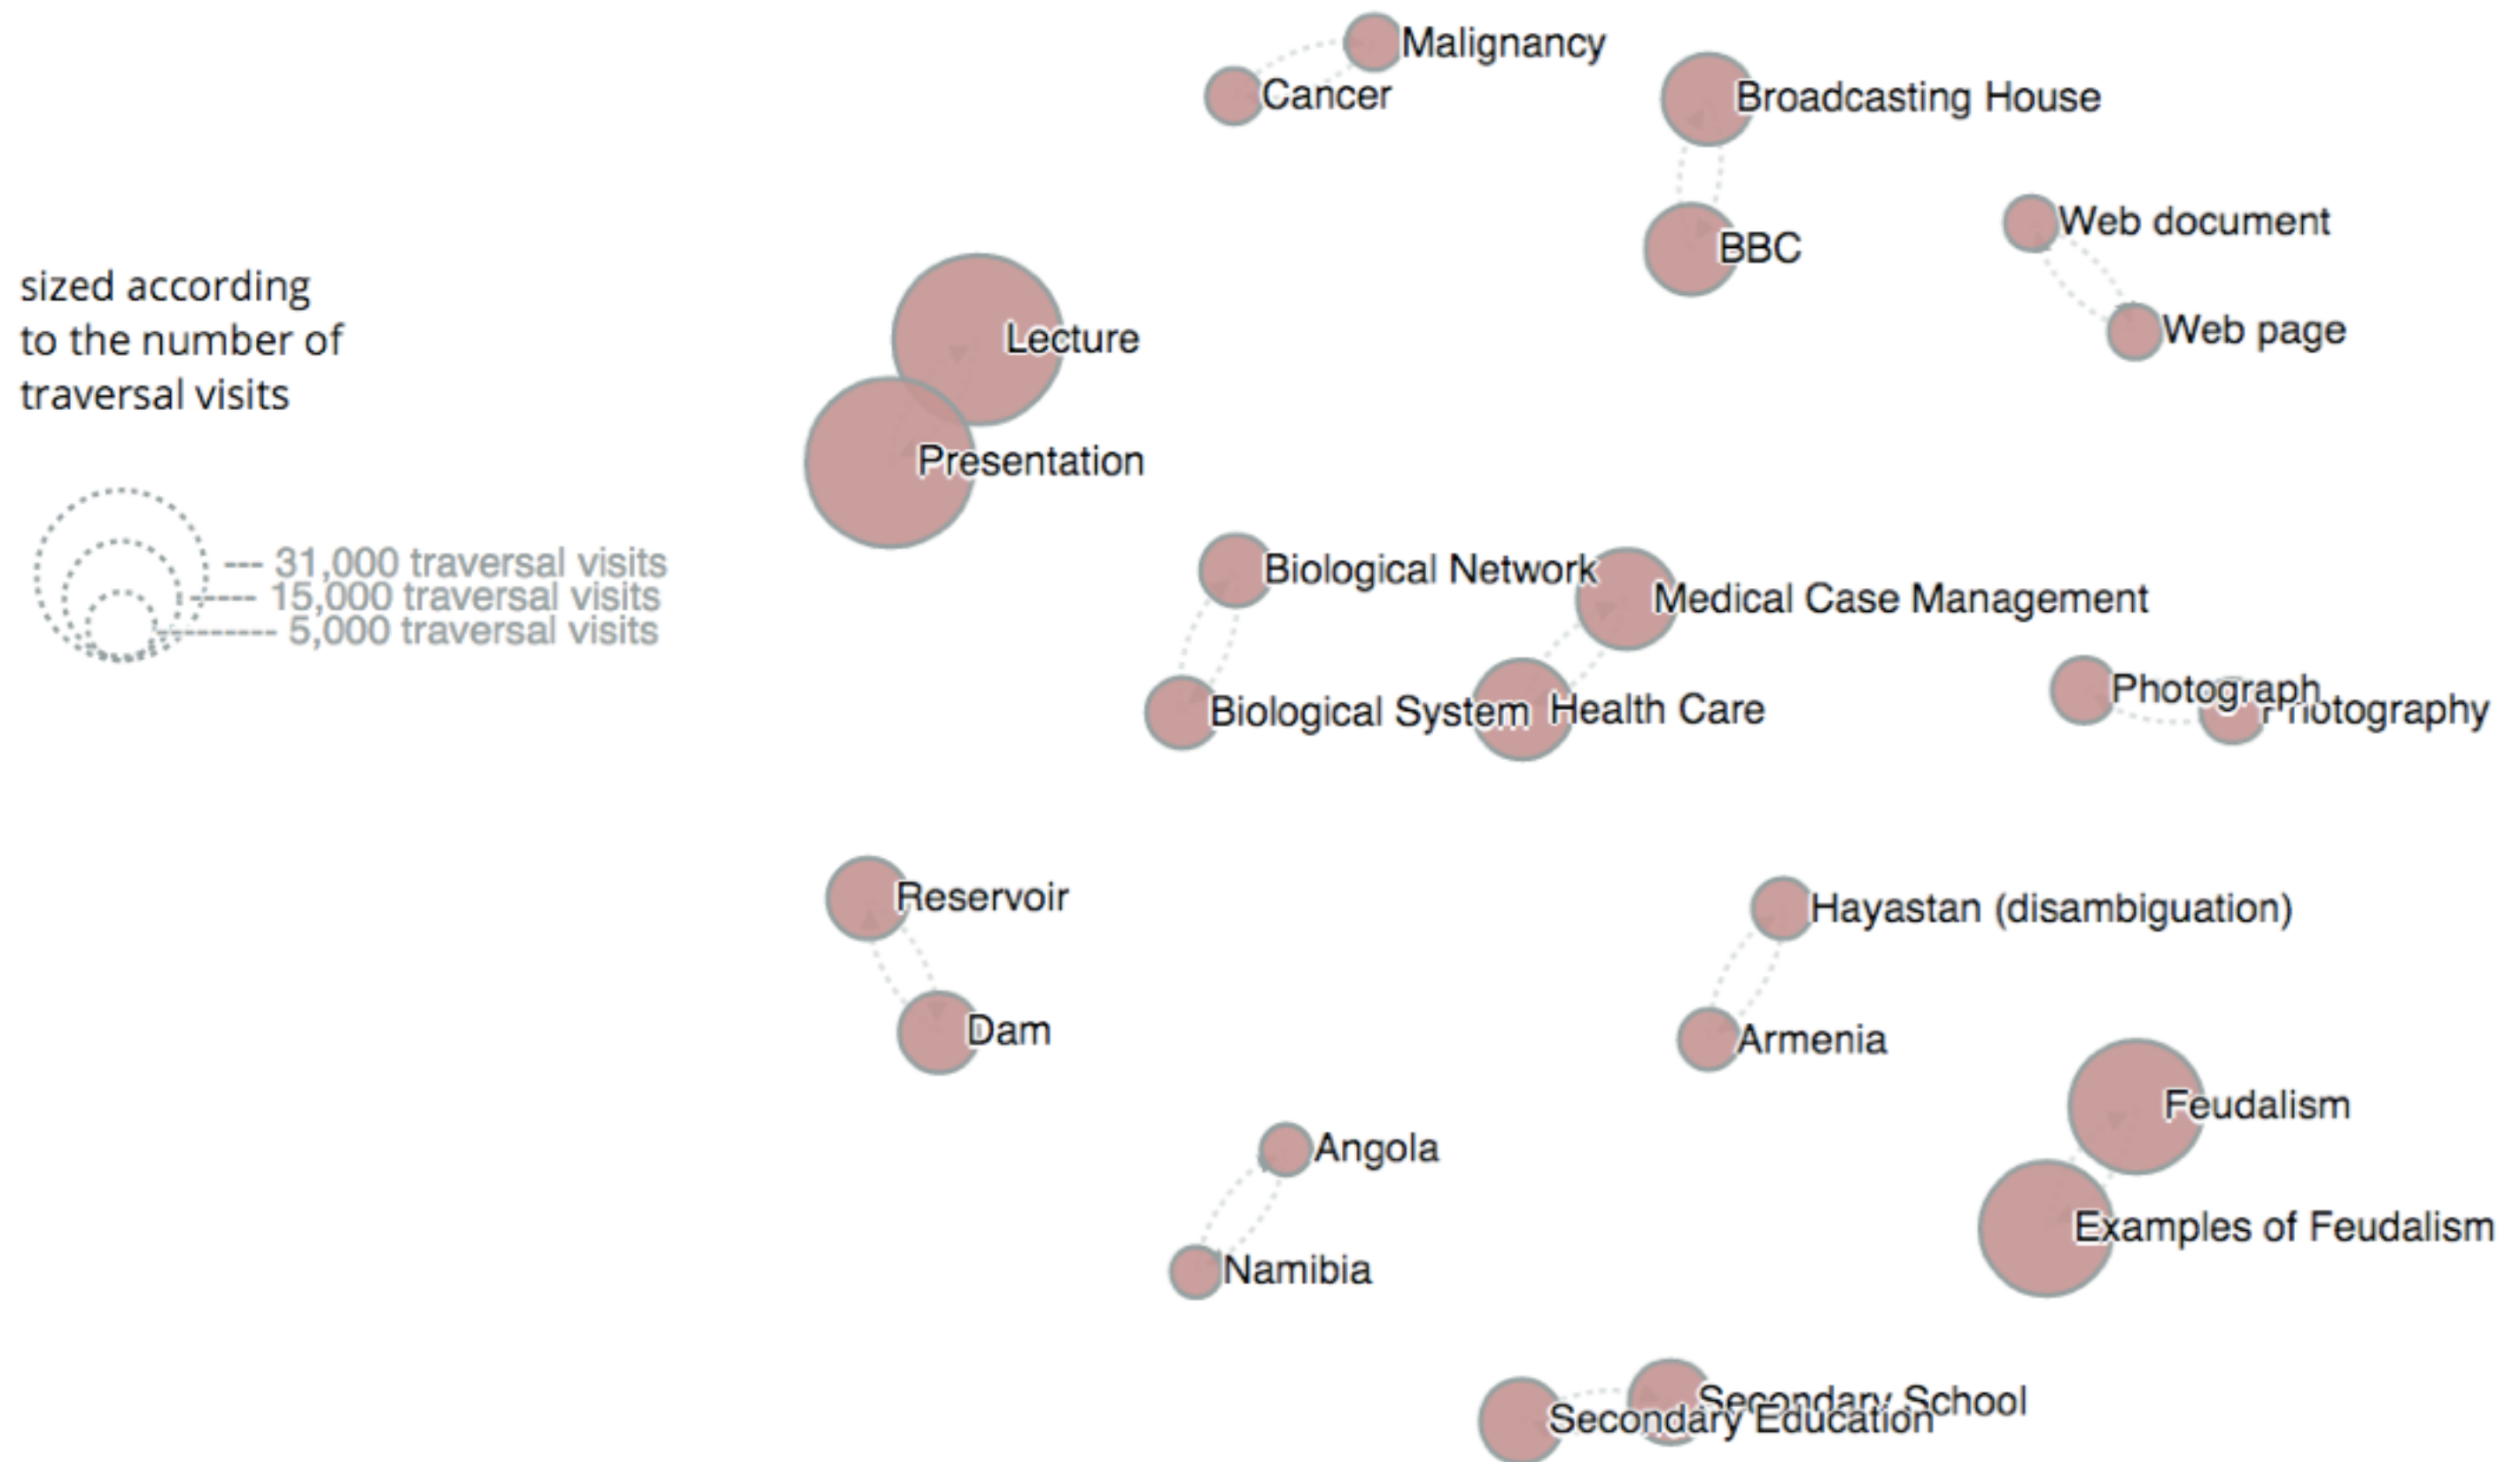 Malignancy
Cancer
Broadcasting House
Web document
BBC
sized according
to the number of
traversal visits
Lecture
Web page
Presentation
31,000 traversal visits
15,000 traversal visits
5,000 traversal visits
Biological Network
Medical Case Management
Biological System
Health Care
Photograph
Photography
Reservoir
Hayastan (disambiguation)
Dam
Armenia
Feudalism
Angola
Examples of Feudalism
Namibia
Secondary School
Secondary Education